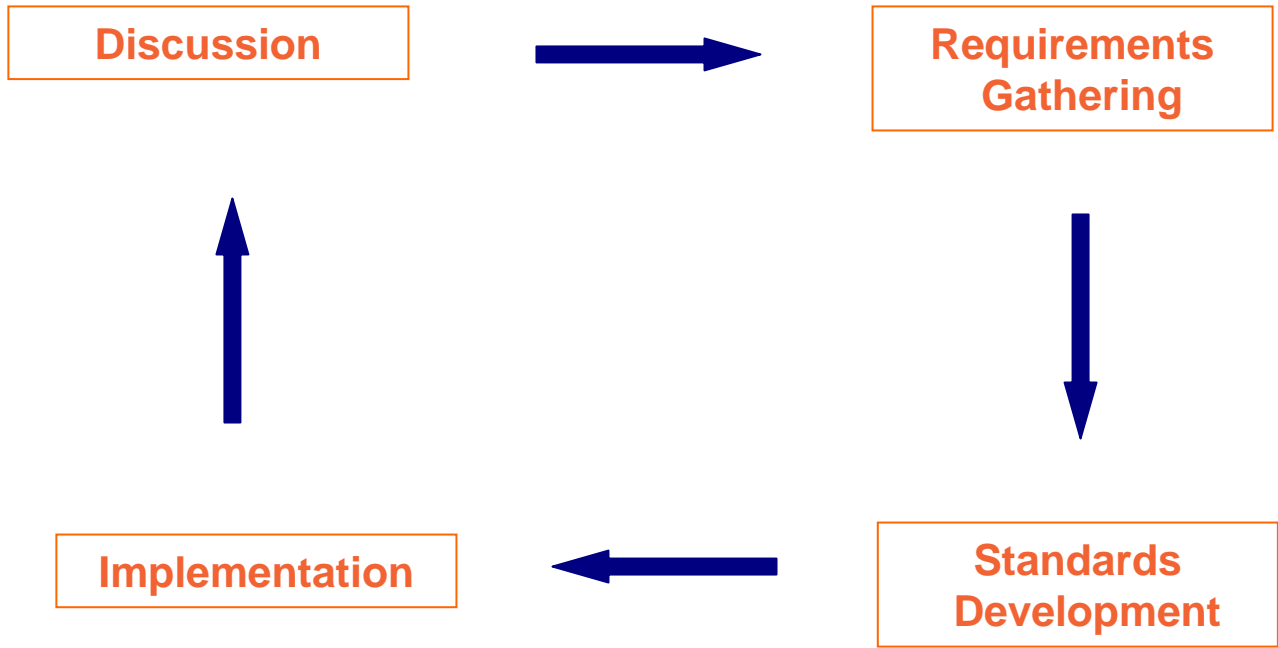 Discussion
Requirements
Gathering
Implementation
Standards
Development